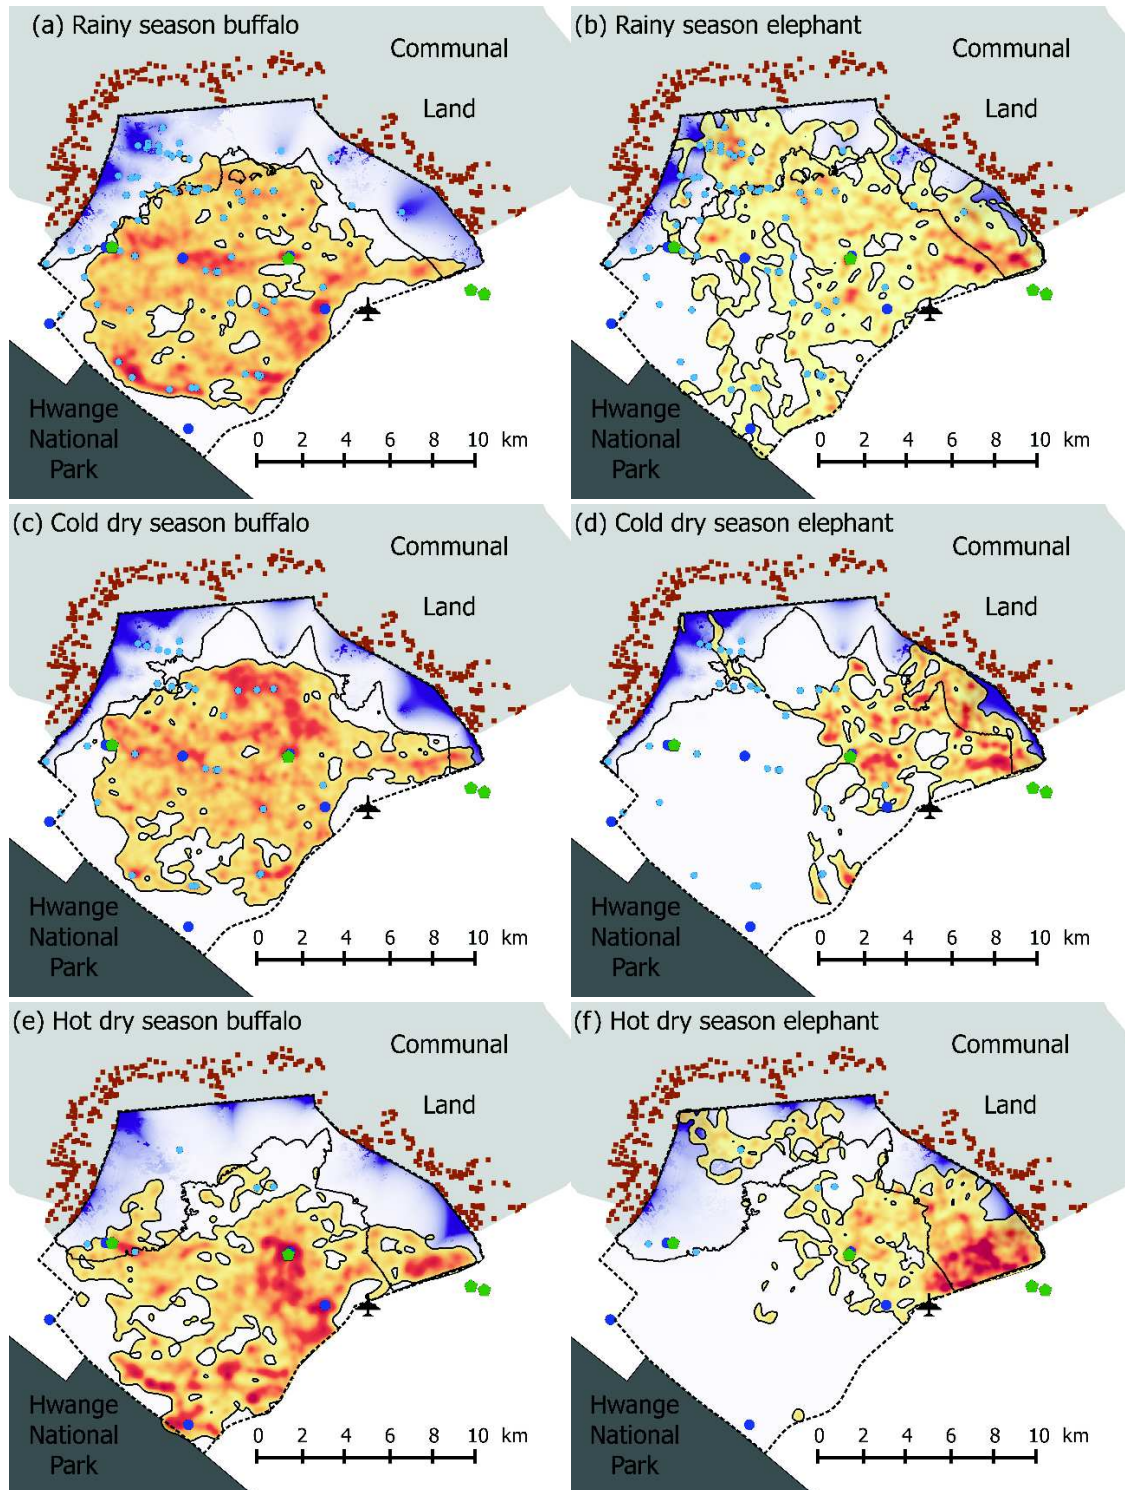 (a) Rainy season buffalo
Communal
Land
Hwange
National
Park
0 2 4 6 8 10 km
(b) Rainy season elephant
Communal
Land
Hwange
National
Park
0 2 4 6 8 10 km
(c) Cold dry season buffalo
Communal
Land
Hwange
National
Park
0 2 4 6 8 10 km
(d) Cold dry season elephant
Communal
Land
Hwange
National
Park
0 2 4 6 8 10 km
(e) Hot dry season buffalo
Communal
Land
Hwange
National
Park
0 2 4 6 8 10 km
(f) Hot dry season elephant
Communal
Land
Hwange
National
Park
0 2 4 6 8 10 km